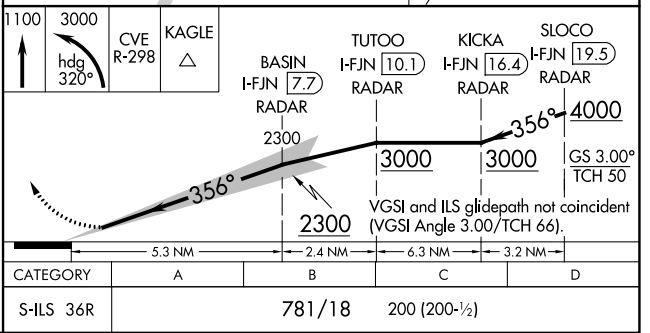 1100
3000
hdg
320°
CVE
R-298
KAGLE
BASIN
I-FJN 7.7
RADAR
TUTOO
I-FJN 10.1
RADAR
KICKA
I-FJN 16.4
RADAR
SLOCO
I-FJN 19.5
RADAR
2300
356°
4000
3000
3000
GS 3.00°
TCH 50
356°
2300
VGSI and ILS glidepath not coincident
(VGSI Angle 3.00/TCH 66).
5.3 NM
2.4 NM
6.3 NM
3.2 NM
CATEGORY A B C D
S-ILS 36R 781/18 200 (200-½)